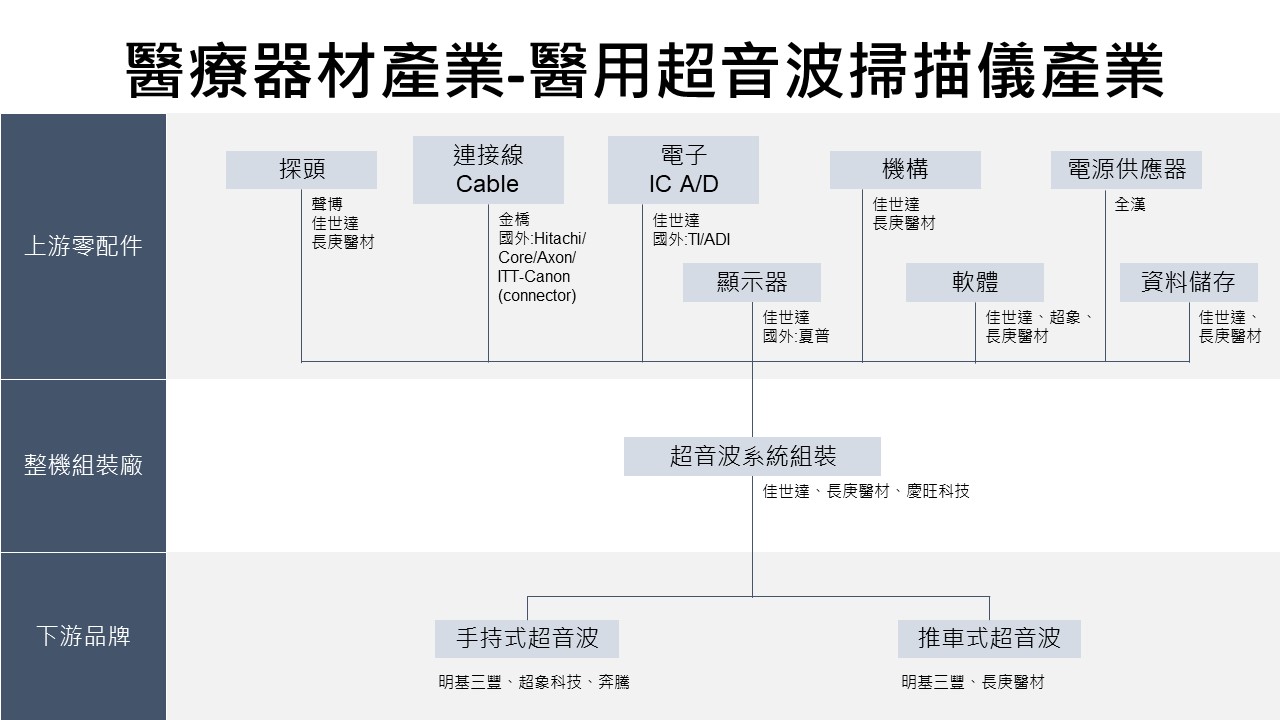 醫療器材產業-醫用超音波掃描儀產業
上游零配件
探頭
聲博
佳世達
長庚醫材
連接線
Cable
金橋
國外:Hitachi/
Core/Axon/
ITT-Canon
(connector)
電子
IC A/D
佳世達
國外:TI/ADI
顯示器
佳世達
國外:夏普
機構
佳世達
長庚醫材
軟體
佳世達、超象、
長庚醫材
電源供應器
全漢
資料儲存
佳世達、
長庚醫材
整機組裝廠
超音波系統組裝
佳世達、長庚醫材、慶旺科技
下游品牌
手持式超音波
明基三豐、超象科技、奔騰
推車式超音波
明基三豐、長庚醫材